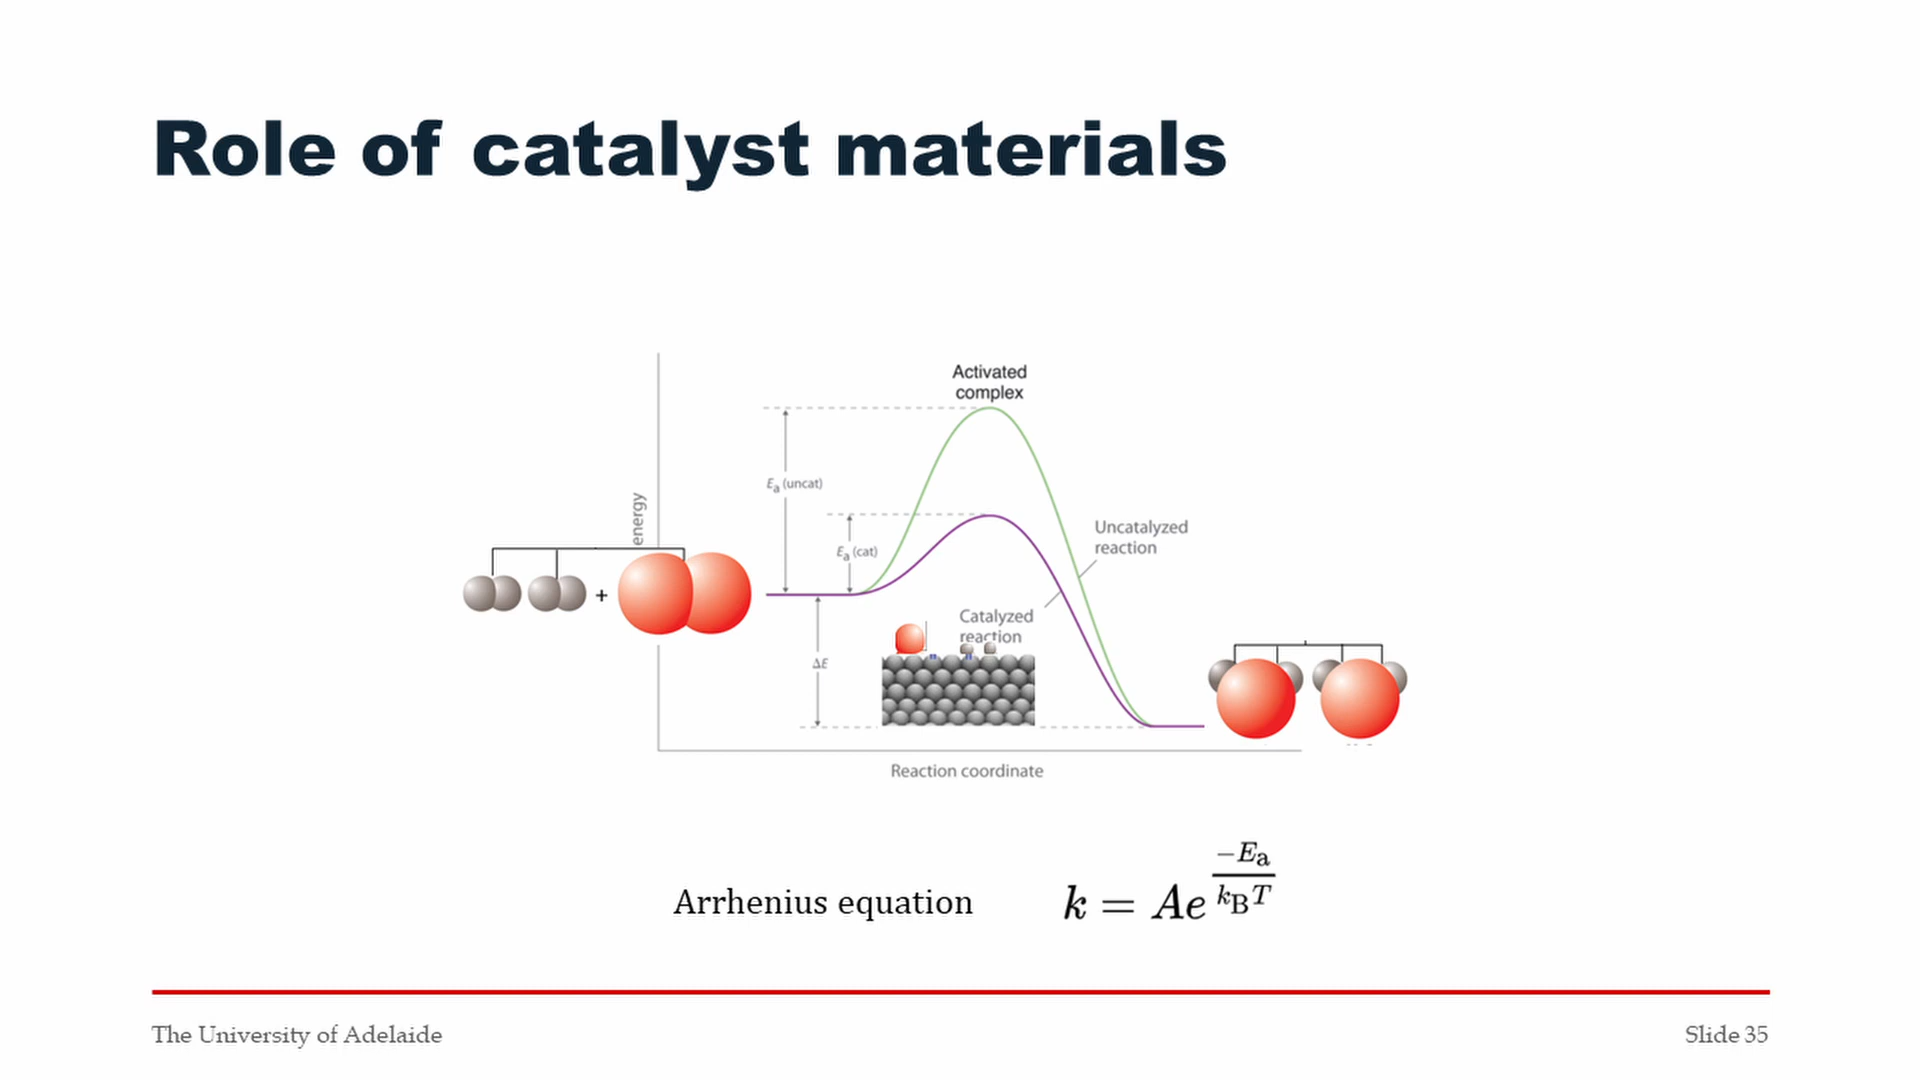 Role of catalyst materials
Activated
complex
Ea (uncat)
energy
Ea (cat)
Uncatalyzed
reaction
+
Catalyzed
reaction
ΔE
Reaction coordinate
Arrhenius equation
k = Ae^(-Ea/kBT)
The University of Adelaide
Slide 35